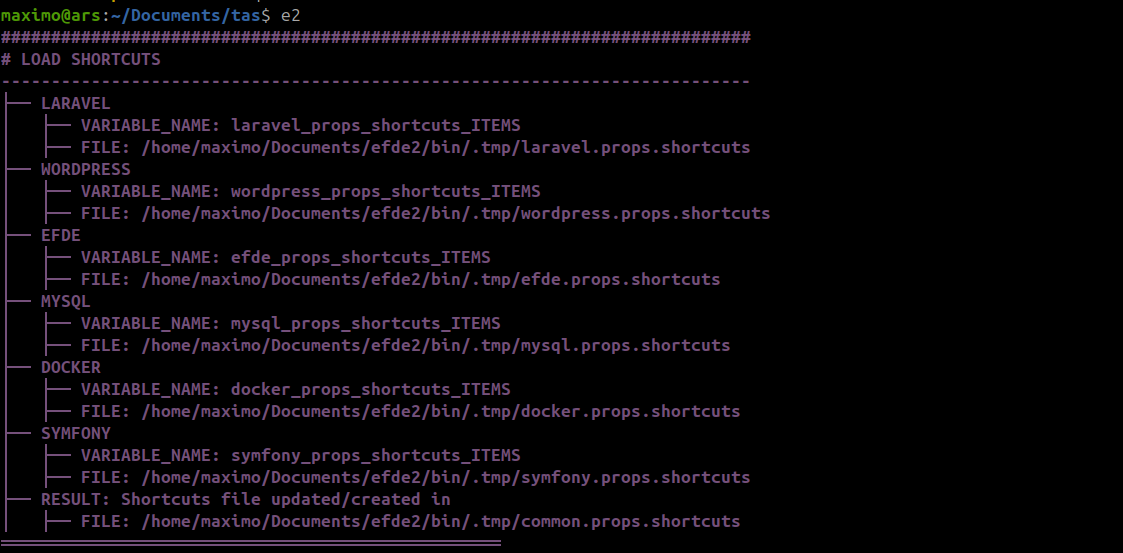 maximo@ars:~/Documents/tas$ e2
###########################################################################
# LOAD SHORTCUTS
---------------------------------------------------------------------------
├── LARAVEL
│   ├── VARIABLE_NAME: laravel_props_shortcuts_ITEMS
│   ├── FILE: /home/maximo/Documents/efde2/bin/.tmp/laravel.props.shortcuts
├── WORDPRESS
│   ├── VARIABLE_NAME: wordpress_props_shortcuts_ITEMS
│   ├── FILE: /home/maximo/Documents/efde2/bin/.tmp/wordpress.props.shortcuts
├── EFDE
│   ├── VARIABLE_NAME: efde_props_shortcuts_ITEMS
│   ├── FILE: /home/maximo/Documents/efde2/bin/.tmp/efde.props.shortcuts
├── MYSQL
│   ├── VARIABLE_NAME: mysql_props_shortcuts_ITEMS
│   ├── FILE: /home/maximo/Documents/efde2/bin/.tmp/mysql.props.shortcuts
├── DOCKER
│   ├── VARIABLE_NAME: docker_props_shortcuts_ITEMS
│   ├── FILE: /home/maximo/Documents/efde2/bin/.tmp/docker.props.shortcuts
├── SYMFONY
│   ├── VARIABLE_NAME: symfony_props_shortcuts_ITEMS
│   ├── FILE: /home/maximo/Documents/efde2/bin/.tmp/symfony.props.shortcuts
├── RESULT: Shortcuts file updated/created in
│   ├── FILE: /home/maximo/Documents/efde2/bin/.tmp/common.props.shortcuts
══════════════════════════════════════════════════